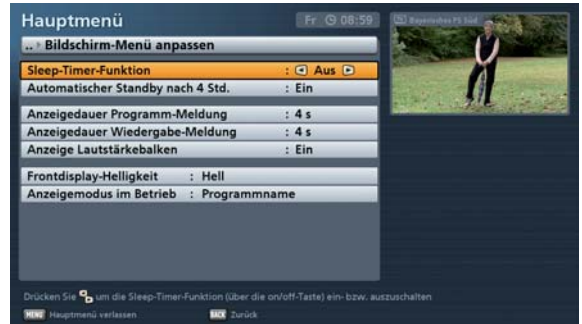 Hauptmenü Fr 08:59
.. Bildschirm-Menü anpassen
Sleep-Timer-Funktion : Aus
Automatischer Standby nach 4 Std. : Ein
Anzeigedauer Programm-Meldung : 4 s
Anzeigedauer Wiedergabe-Meldung : 4 s
Anzeige Lautstärkebalken : Ein
Frontdisplay-Helligkeit : Hell
Anzeigemodus im Betrieb : Programmname
Bayerisches FS Süd
Drücken Sie um die Sleep-Timer-Funktion (über die on/off-Taste) ein- bzw. auszuschalten
MENU Hauptmenü verlassen BACK Zurück